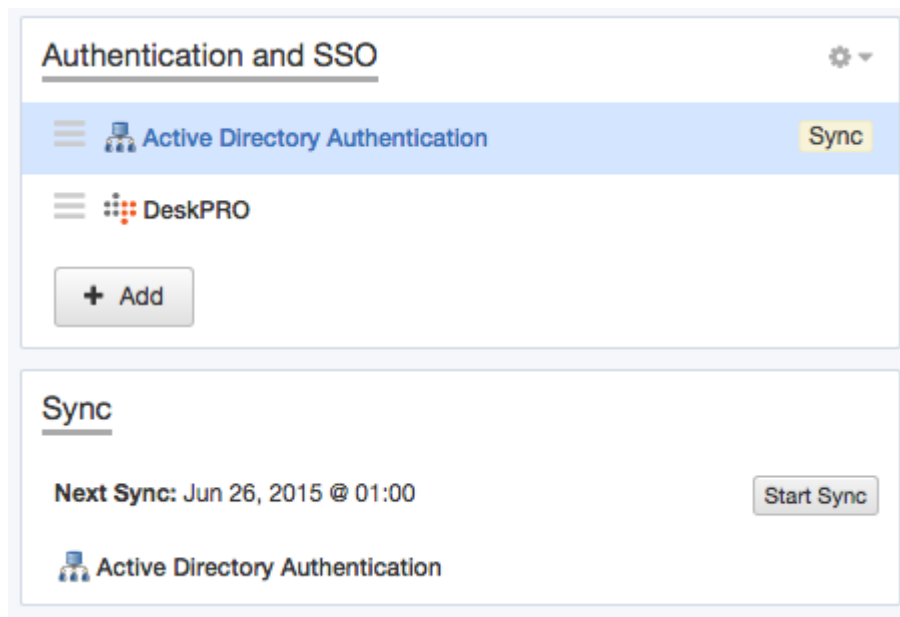 Authentication and SSO
Active Directory Authentication Sync
DeskPRO
+ Add
Sync
Next Sync: Jun 26, 2015 @ 01:00 Start Sync
Active Directory Authentication